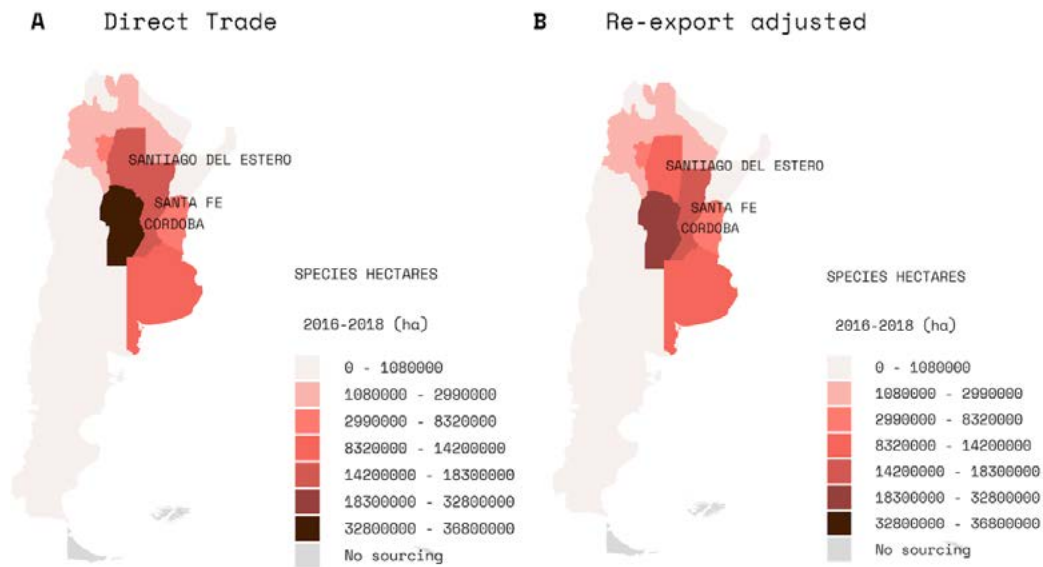 A Direct Trade
SANTIAGO DEL ESTERO
SANTA FE
CORDOBA
SPECIES HECTARES
2016-2018 (ha)
0 - 1080000
1080000 - 2990000
2990000 - 8320000
8320000 - 14200000
14200000 - 18300000
18300000 - 32800000
32800000 - 36800000
No sourcing
B Re-export adjusted
SANTIAGO DEL ESTERO
SANTA FE
CORDOBA
SPECIES HECTARES
2016-2018 (ha)
0 - 1080000
1080000 - 2990000
2990000 - 8320000
8320000 - 14200000
14200000 - 18300000
18300000 - 32800000
32800000 - 36800000
No sourcing